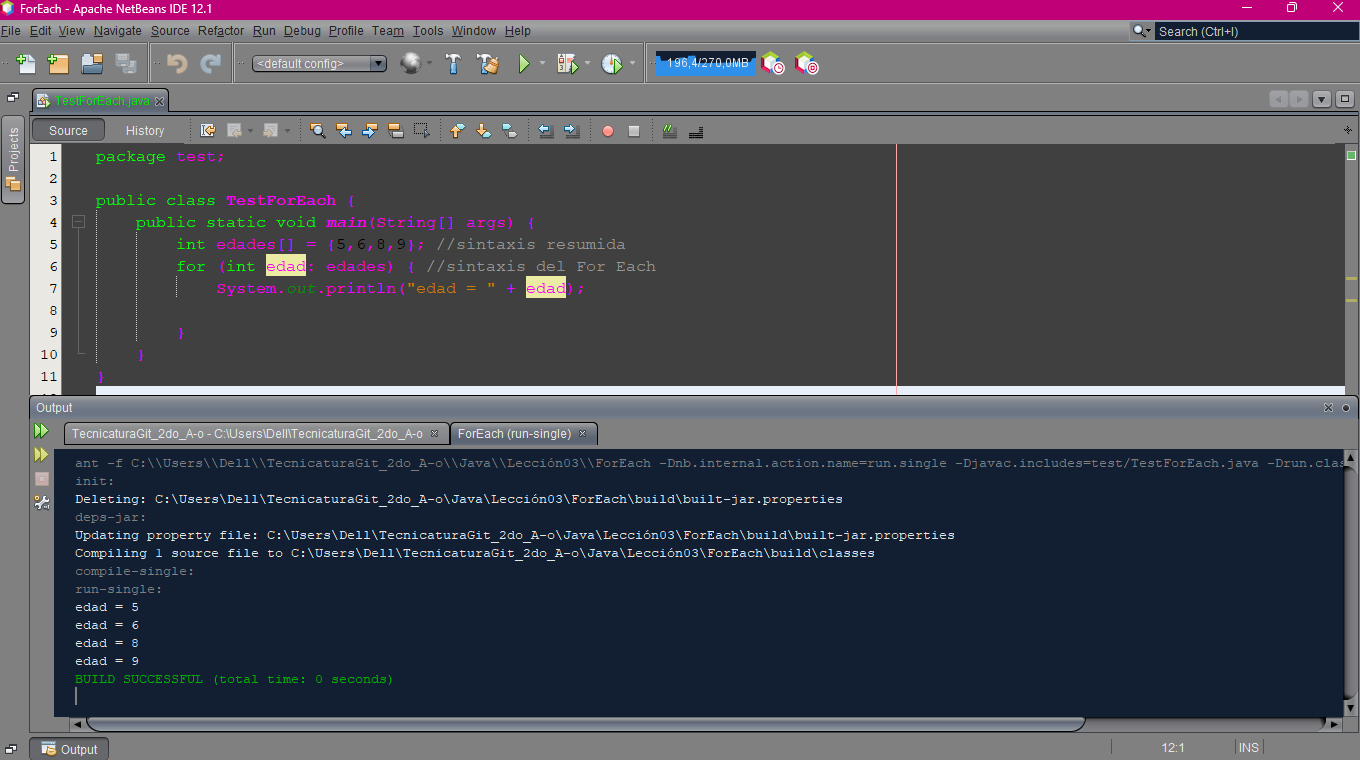 ForEach - Apache NetBeans IDE 12.1
File Edit View Navigate Source Refactor Run Debug Profile Team Tools Window Help
Search (Ctrl+I)
<default config>
196,4/270,0MB
TestForEach.java
Projects
Source History
1 package test;
2
3 public class TestForEach {
4 public static void main(String[] args) {
5 int edades[] = {5,6,8,9}; //sintaxis resumida
6 for (int edad: edades) { //sintaxis del For Each
7 System.out.println("edad = " + edad);
8
9 }
10 }
11 }
Output
TecnicaturaGit_2do_A-o - C:\Users\Dell\TecnicaturaGit_2do_A-o
ForEach (run-single)
ant -f C:\\Users\\Dell\\TecnicaturaGit_2do_A-o\\Java\\Lección03\\ForEach -Dnb.internal.action.name=run.single -Djavac.includes=test/TestForEach.java -Drun.clas
init:
Deleting: C:\Users\Dell\TecnicaturaGit_2do_A-o\Java\Lección03\ForEach\build\built-jar.properties
deps-jar:
Updating property file: C:\Users\Dell\TecnicaturaGit_2do_A-o\Java\Lección03\ForEach\build\built-jar.properties
Compiling 1 source file to C:\Users\Dell\TecnicaturaGit_2do_A-o\Java\Lección03\ForEach\build\classes
compile-single:
run-single:
edad = 5
edad = 6
edad = 8
edad = 9
BUILD SUCCESSFUL (total time: 0 seconds)
Output
12:1 INS